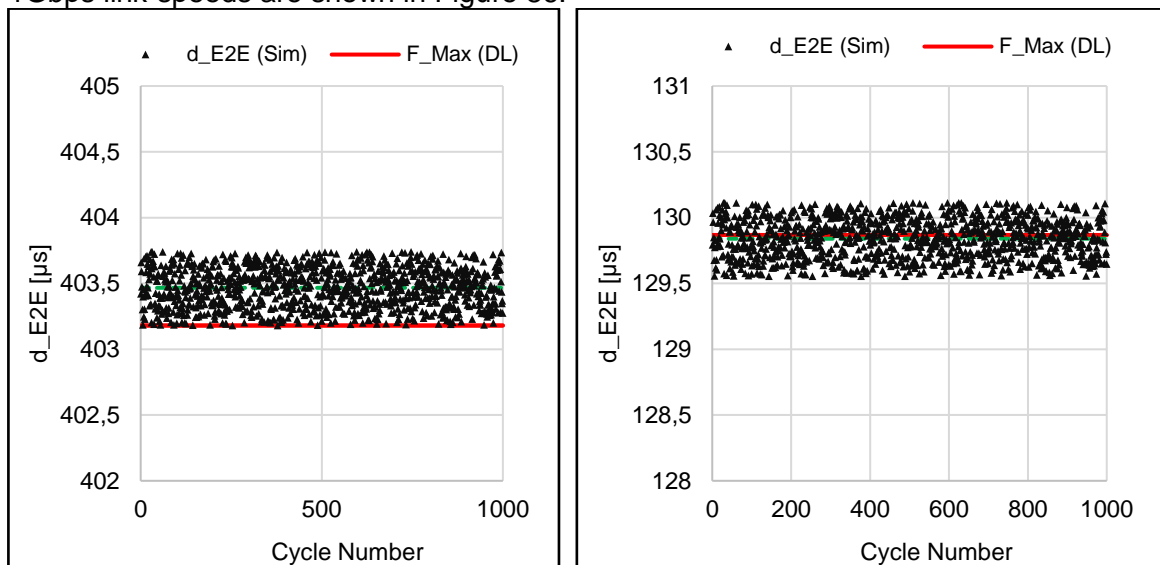 1Gbps link speeds are shown in Figure
d_E2E (Sim) F_Max (DL)
405
404,5
404
403,5
403
402,5
402
d_E2E [µs]
0 500 1000
Cycle Number
d_E2E (Sim) F_Max (DL)
131
130,5
130
129,5
129
128,5
128
d_E2E [µs]
0 200 400 600 800 1000
Cycle Number